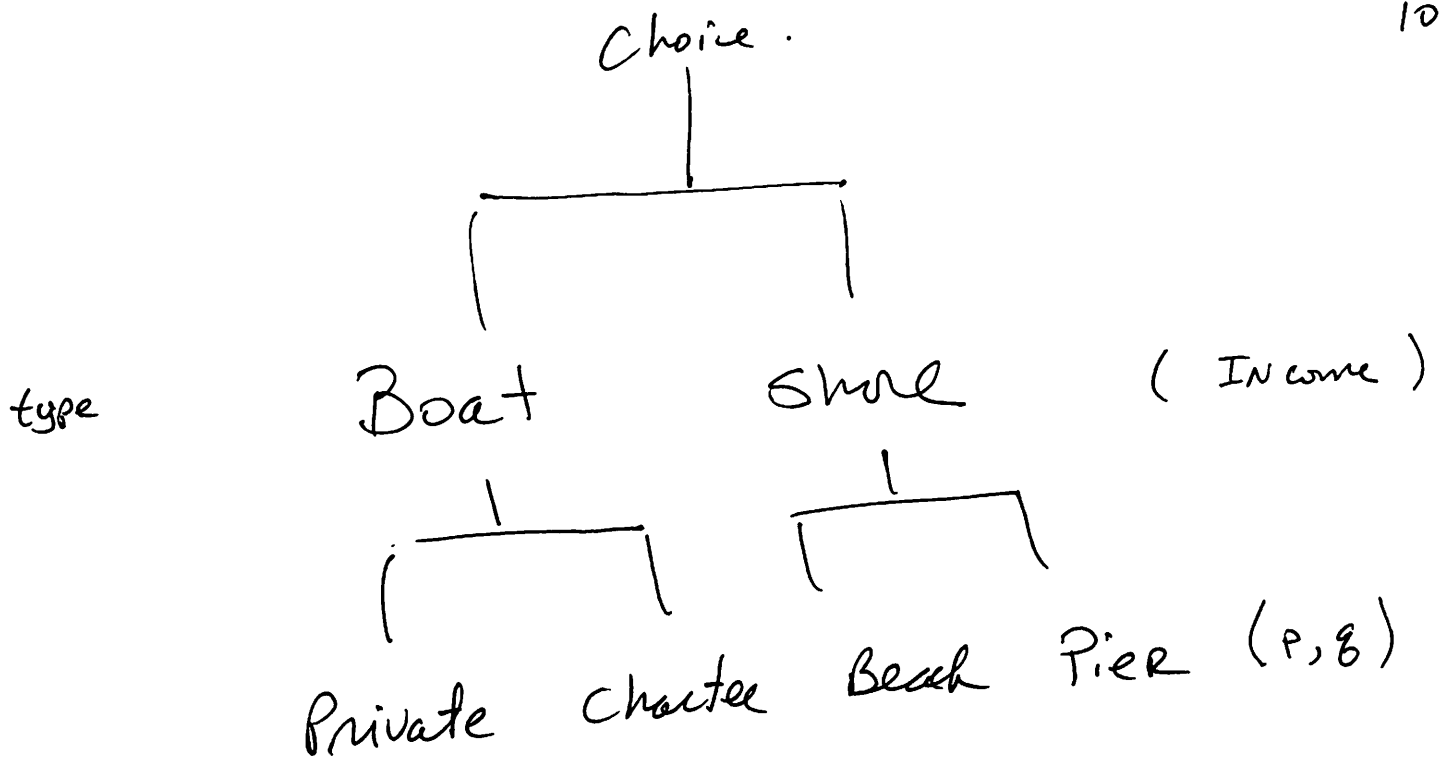 10
Choice.
type Boat Shore (Income)
Private Charter Beach Pier (p, q)